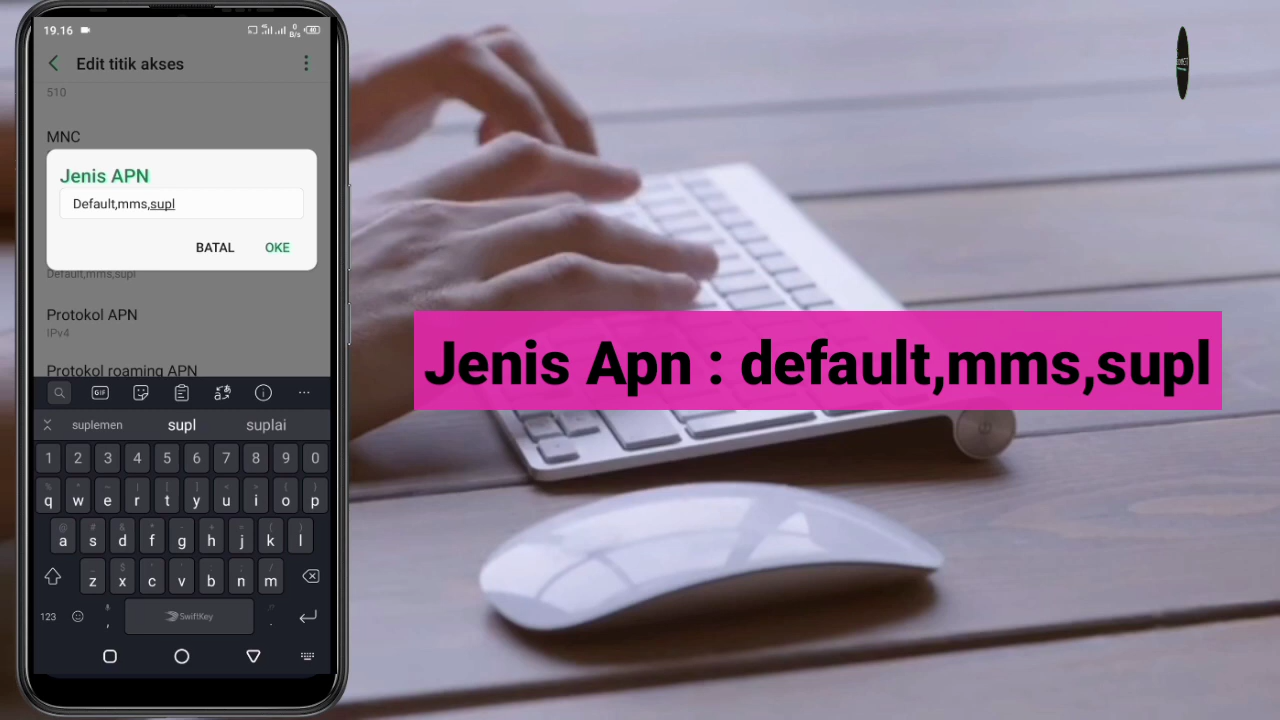 19.16
0
B/s
Edit titik akses
510
MNC
Jenis APN
Default,mms,supl
BATAL
OKE
Default,mms,supl
Protokol APN
IPv4
Protokol roaming APN
GIF
suplemen
supl
suplai
1 2 3 4 5 6 7 8 9 0
q w e r t y u i o p
a s d f g h j k l
z x c v b n m
123
,
SwiftKey
.
Jenis Apn : default,mms,supl